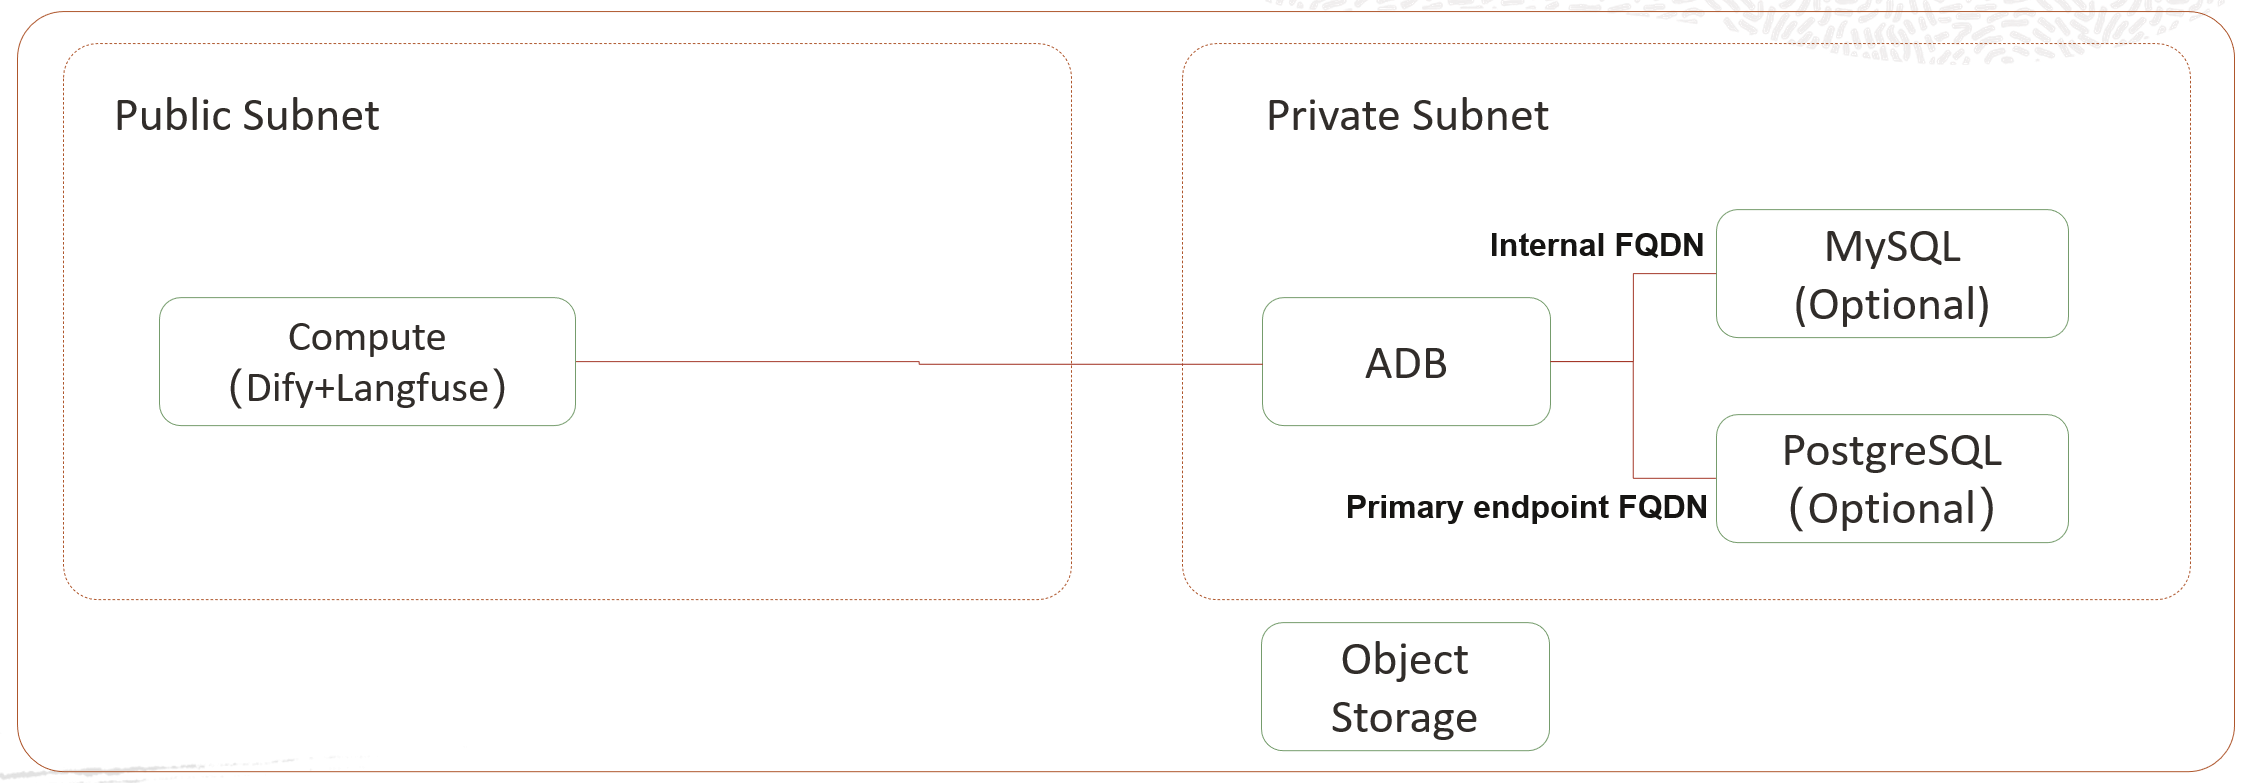 Public Subnet
Private Subnet
Compute
（Dify+Langfuse）
ADB
Internal FQDN
MySQL
(Optional)
Primary endpoint FQDN
PostgreSQL
（Optional）
Object
Storage